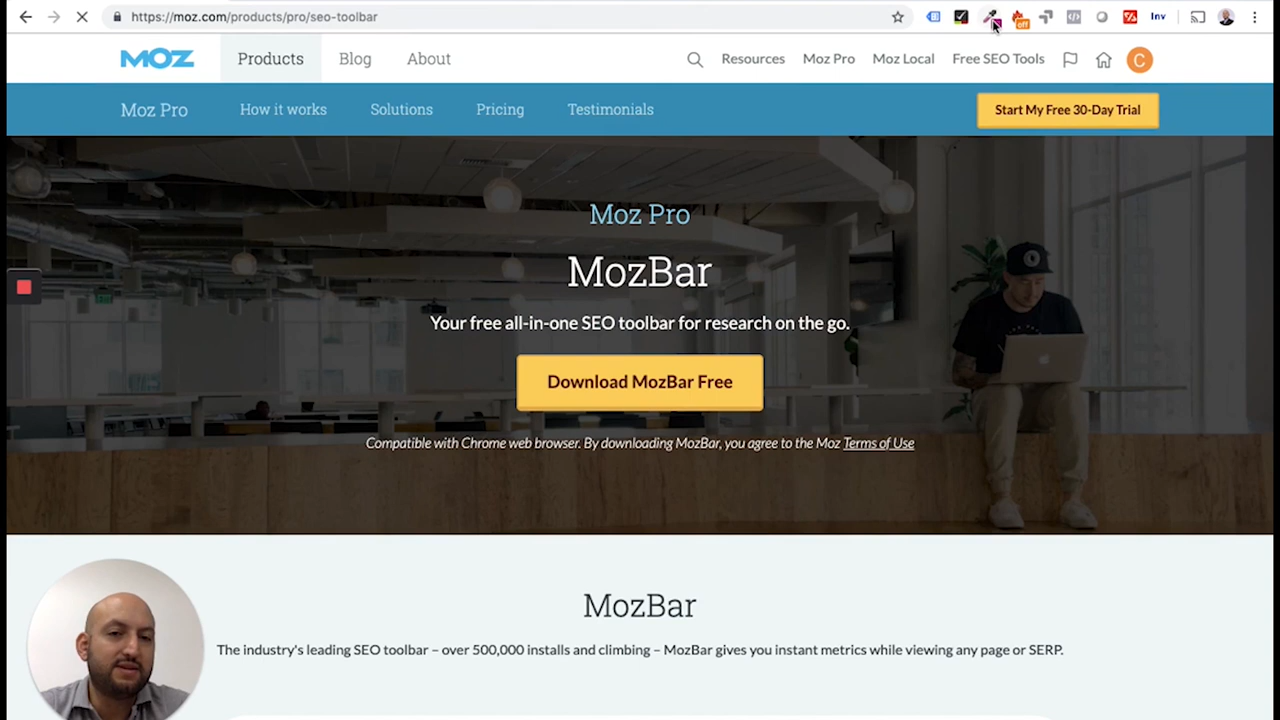 https://moz.com/products/pro/seo-toolbar
off
Inv
MOZ
Products
Blog
About
Resources
Moz Pro
Moz Local
Free SEO Tools
C
Moz Pro
How it works
Solutions
Pricing
Testimonials
Start My Free 30-Day Trial
Moz Pro
MozBar
Your free all-in-one SEO toolbar for research on the go.
Download MozBar Free
Compatible with Chrome web browser. By downloading MozBar, you agree to the Moz Terms of Use
MozBar
The industry's leading SEO toolbar – over 500,000 installs and climbing – MozBar gives you instant metrics while viewing any page or SERP.